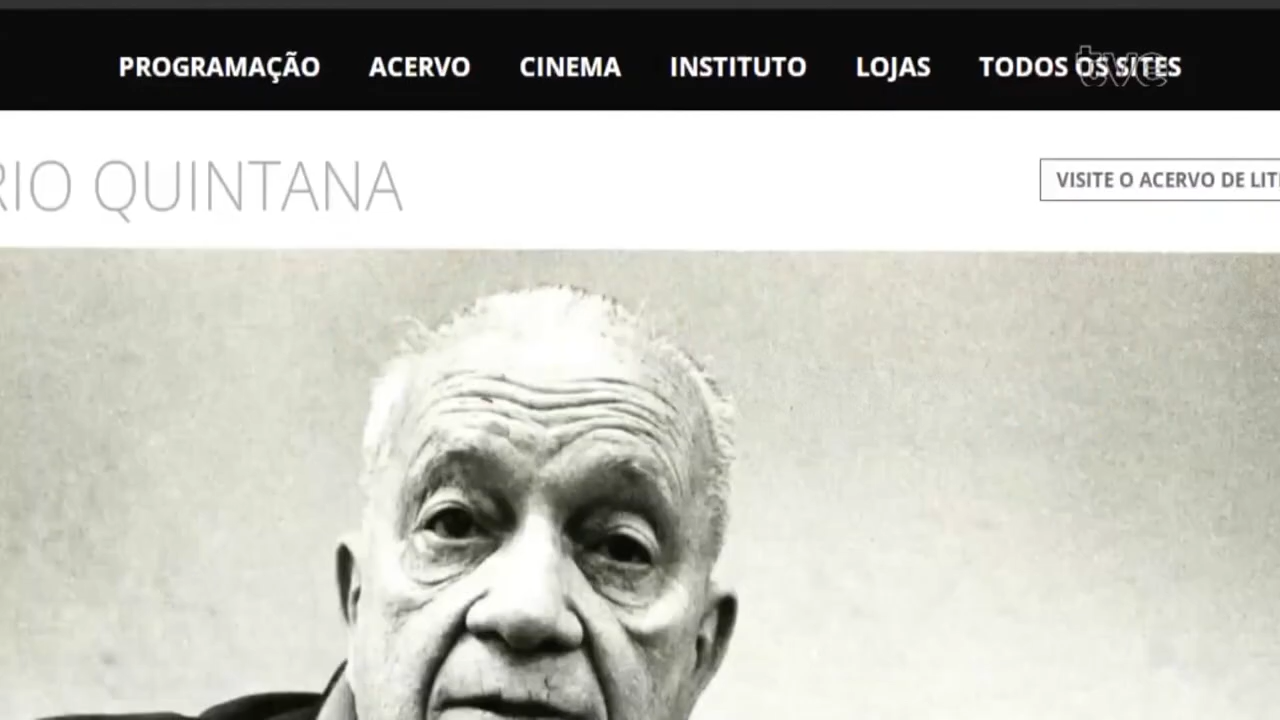 PROGRAMAÇÃO ACERVO CINEMA INSTITUTO LOJAS TODOS OS SITES
tve
RIO QUINTANA
VISITE O ACERVO DE LIT